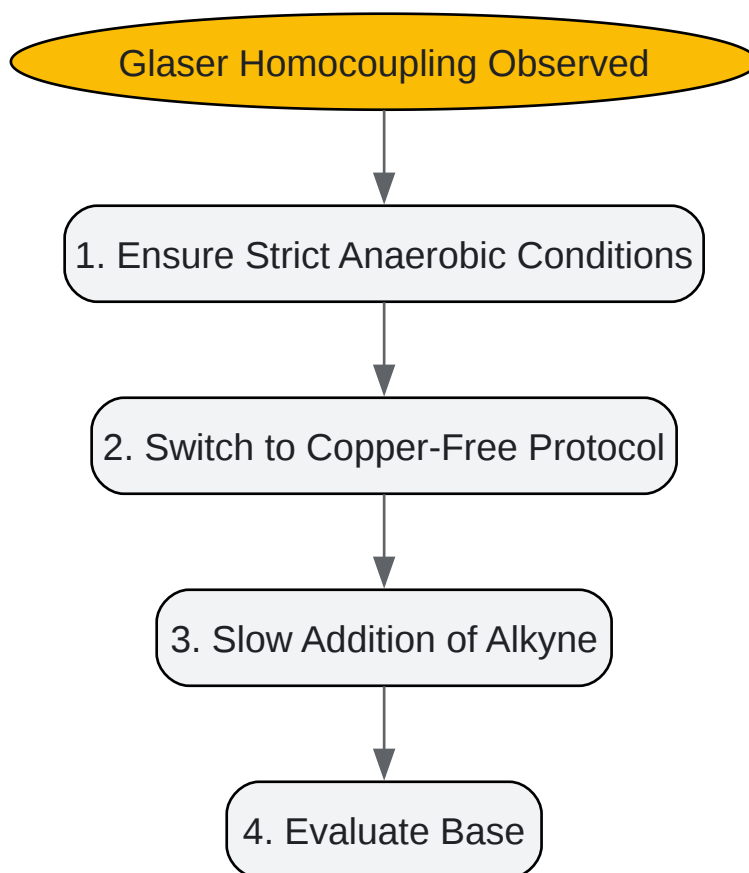 Glaser Homocoupling Observed
1. Ensure Strict Anaerobic Conditions
2. Switch to Copper-Free Protocol
3. Slow Addition of Alkyne
4. Evaluate Base